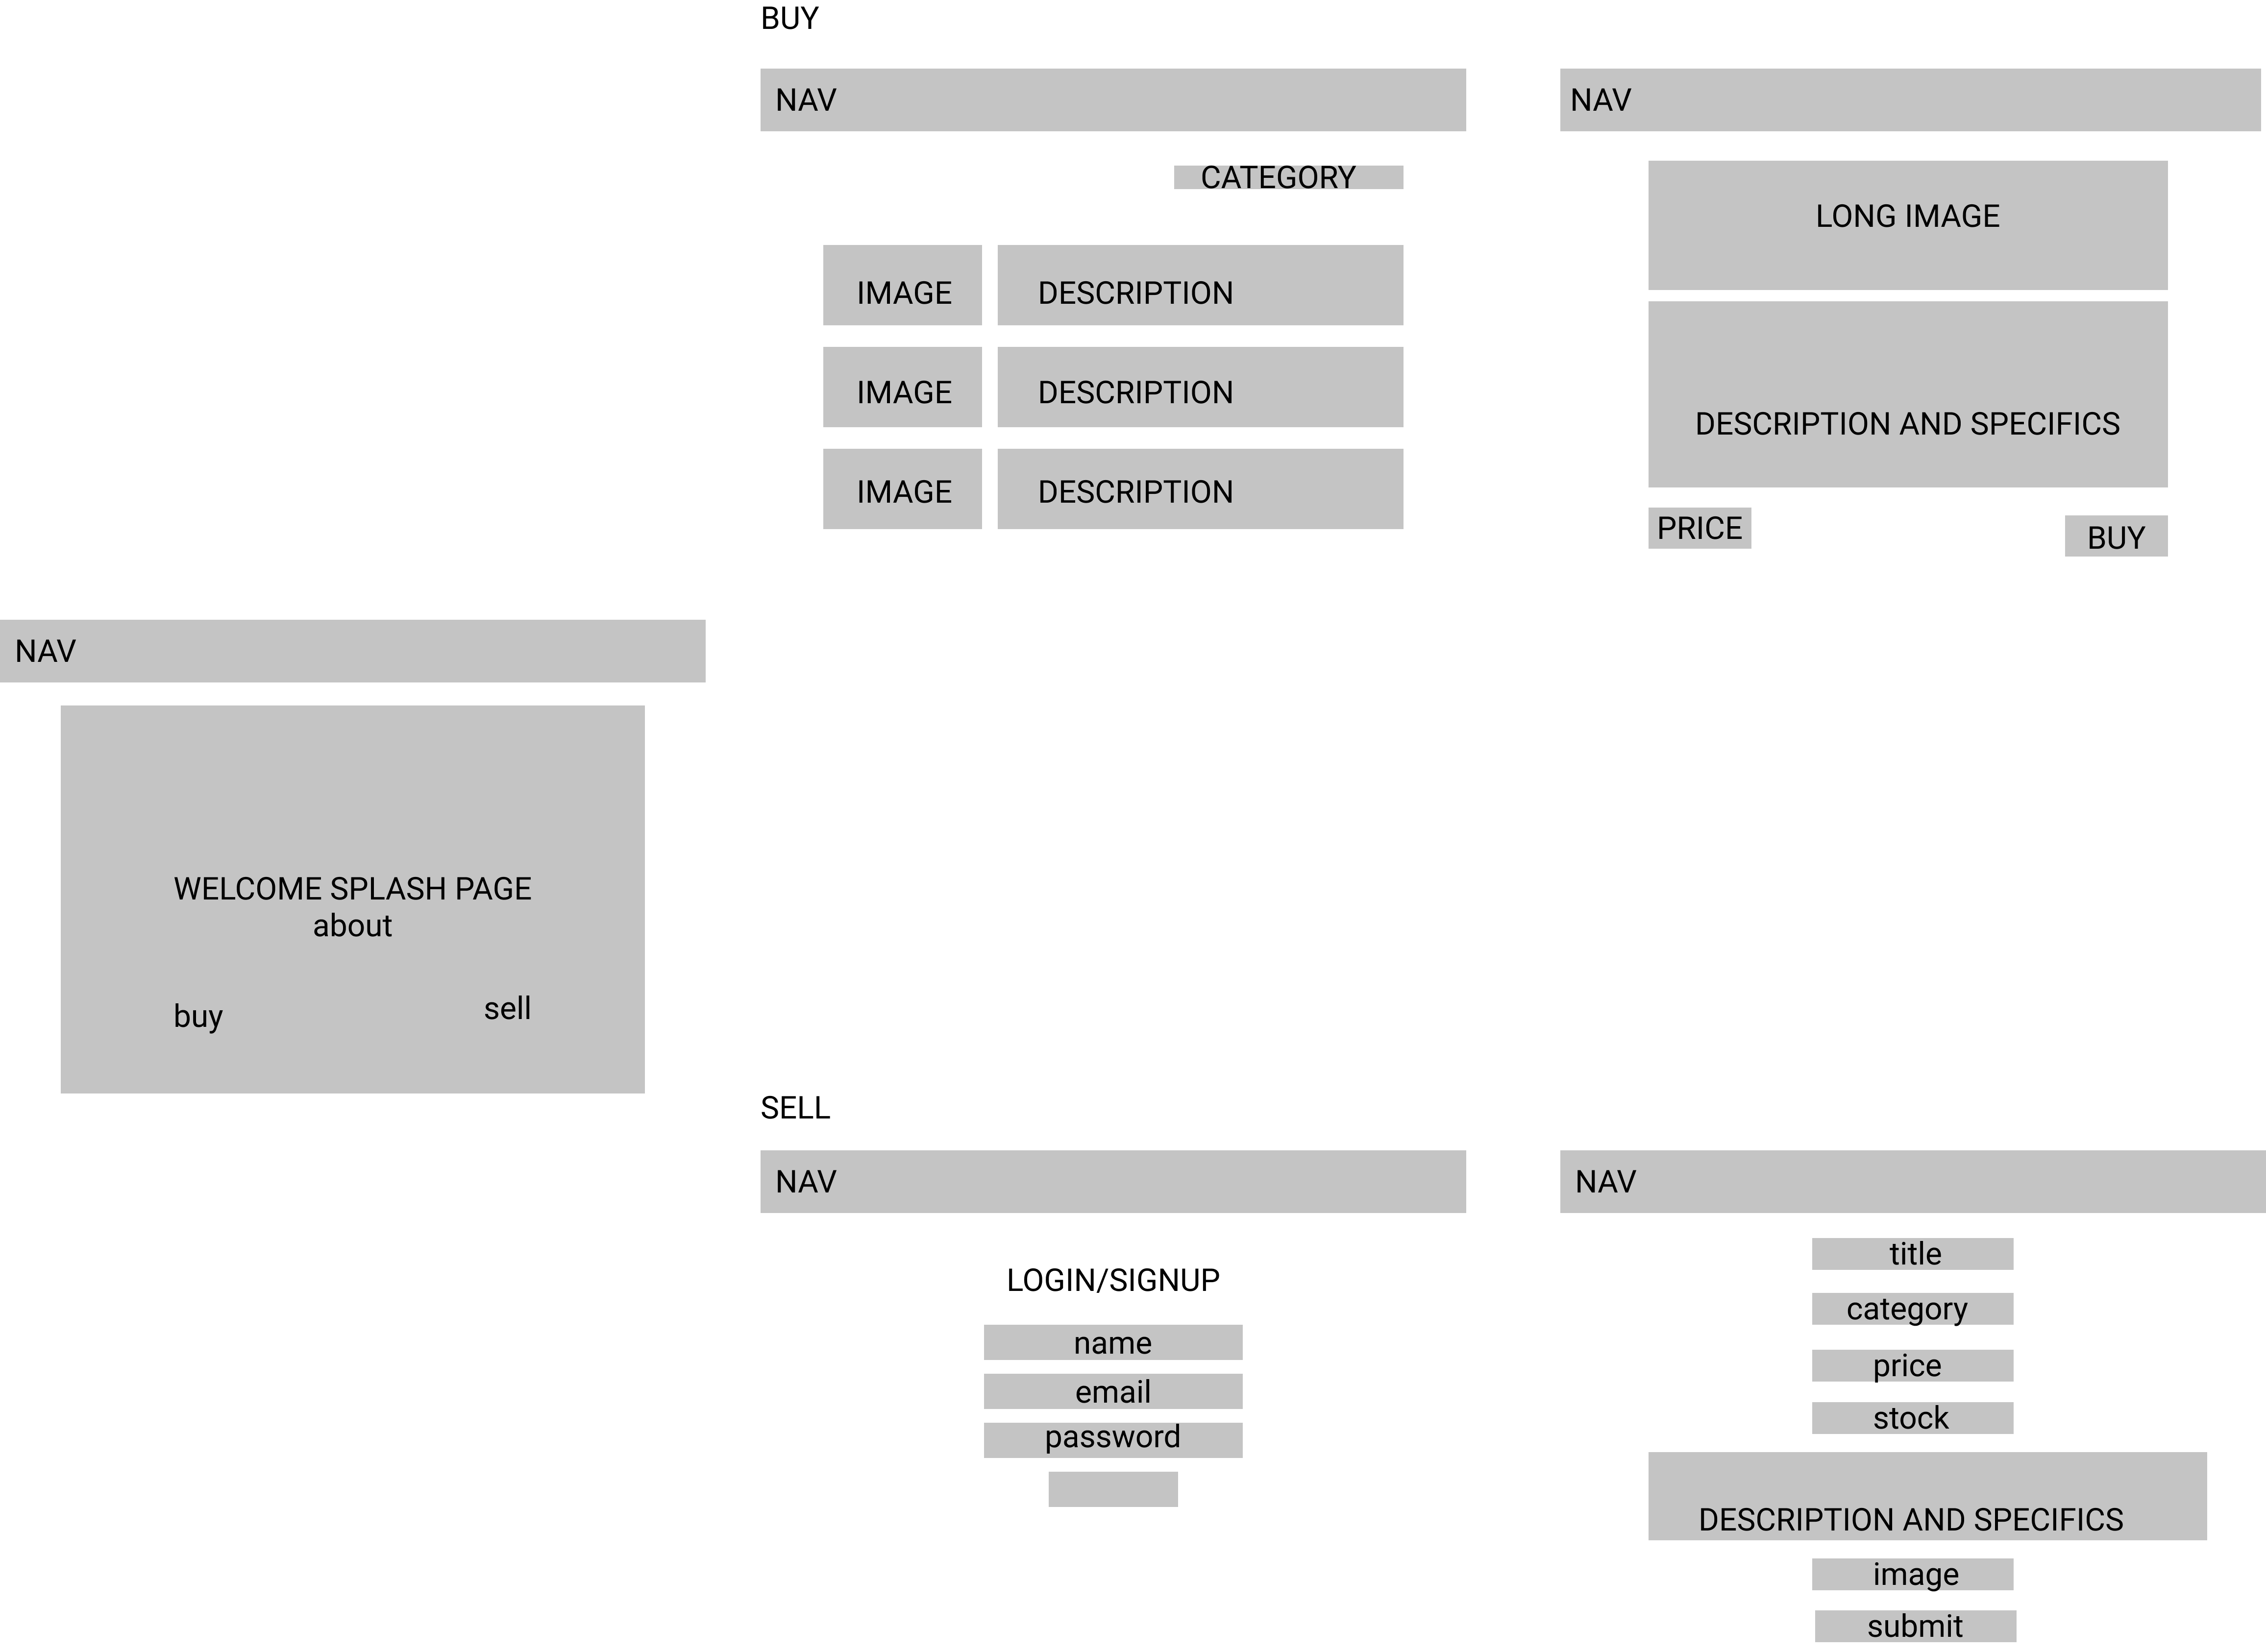 BUY
NAV
CATEGORY
IMAGE DESCRIPTION
IMAGE DESCRIPTION
IMAGE DESCRIPTION
NAV
LONG IMAGE
DESCRIPTION AND SPECIFICS
PRICE BUY
NAV
WELCOME SPLASH PAGE
about
buy sell
SELL
NAV
LOGIN/SIGNUP
name
email
password
NAV
title
category
price
stock
DESCRIPTION AND SPECIFICS
image
submit